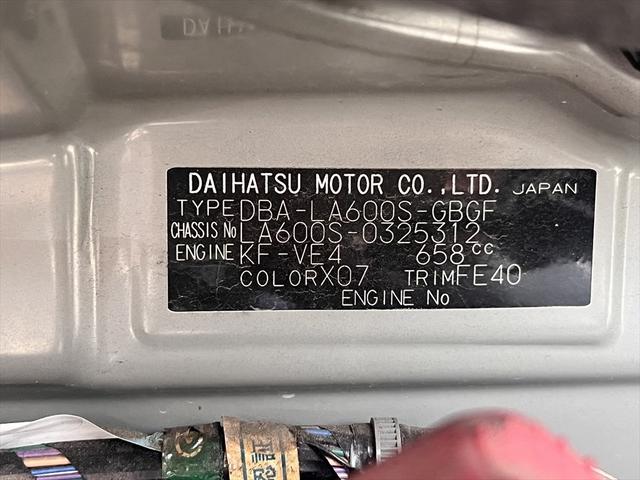 DAIHATSU MOTOR CO.,LTD. JAPAN
TYPE DBA-LA600S-GBGF
CHASSIS No LA600S-0325312
ENGINE KF-VE4 658cc
COLOR X07 TRIM FE40
ENGINE No